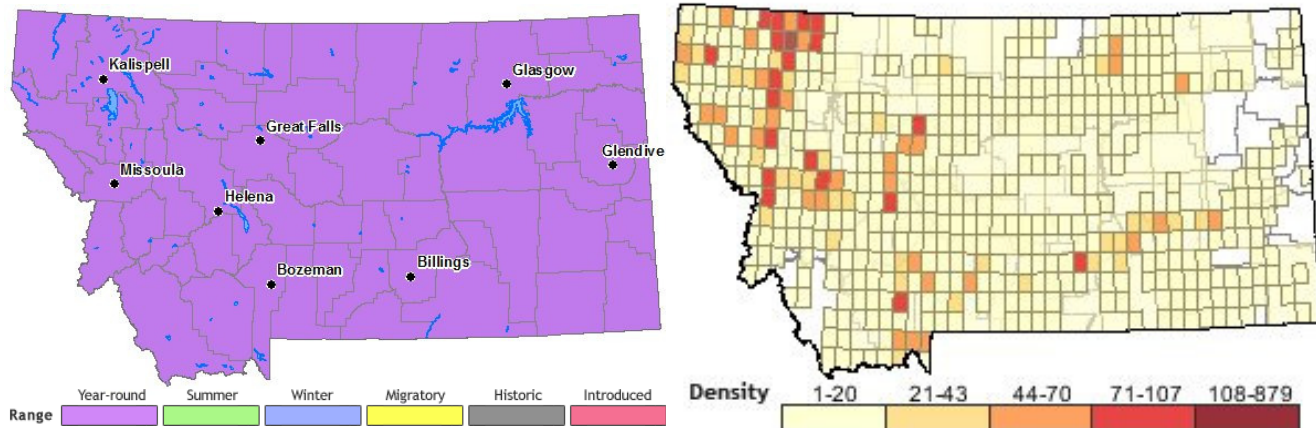 Kalispell
Glasgow
Great Falls
Glendive
Missoula
Helena
Bozeman
Billings
Range
Year-round
Summer
Winter
Migratory
Historic
Introduced
Density
1-20
21-43
44-70
71-107
108-879